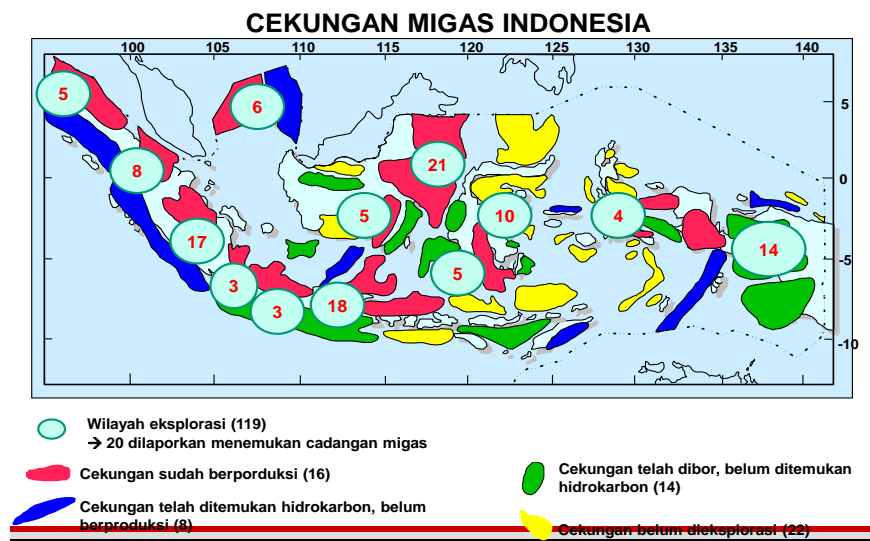 CEKUNGAN MIGAS INDONESIA
100 105 110 115 120 125 130 135 140
5
0
-5
-10
5
6
8
21
5
10
4
17
14
5
3
3
18
Wilayah eksplorasi (119)
→ 20 dilaporkan menemukan cadangan migas
Cekungan sudah berporduksi (16)
Cekungan telah ditemukan hidrokarbon, belum
berproduksi (8)
Cekungan telah dibor, belum ditemukan
hidrokarbon (14)
Cekungan belum dieksplorasi (22)